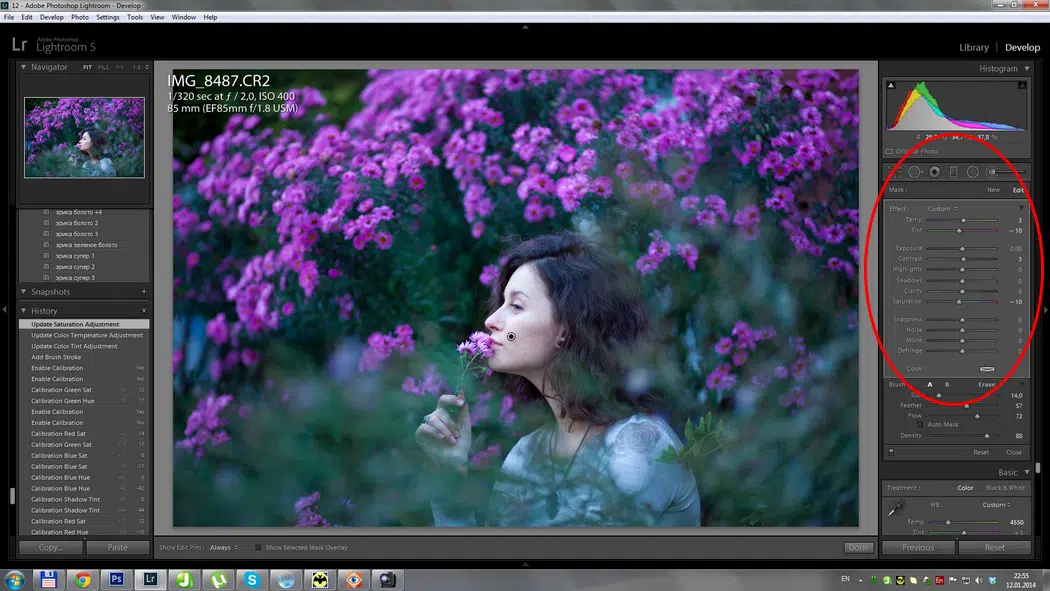 12 - Adobe Photoshop Lightroom - Develop
File Edit Develop Photo Settings Tools View Window Help
Lr Adobe Photoshop
Lightroom 5
Library | Develop
Navigator FIT FILL 1:1 1:3
Histogram
IMG_8487.CR2
1/320 sec at ƒ / 2,0, ISO 400
85 mm (EF85mm f/1.8 USM)
Original Photo
Mask : New Edit
Effect : Custom
Temp 3
Tint – 10
Exposure 0,00
Contrast 3
Highlights 0
Shadows 0
Clarity 0
Saturation – 10
Sharpness 0
Noise 0
Moiré 0
Defringe 0
Color
Brush : A B Erase
Size 14,0
Feather 57
Flow 72
Auto Mask
Density 88
Reset Close
Basic
Treatment : Color Black & White
WB : Custom
Temp 4550
Tint + 1
Previous Reset
эрика болото +4
эрика болото 2
эрика болото 3
эрика зеленое болото
эрика супер 1
эрика супер 2
эрика супер 3
Snapshots +
History ×
Update Saturation Adjustment
Update Color Temperature Adjustment
Update Color Tint Adjustment
Add Brush Stroke
Enable Calibration Yes
Enable Calibration No
Calibration Green Sat 12
Calibration Green Hue 17
Enable Calibration Yes
Enable Calibration No
Calibration Red Sat 14
Calibration Green Sat
Calibration Blue Sat
Calibration Blue Sat
Calibration Blue Hue
Calibration Blue Hue
Calibration Shadow Tint
Calibration Shadow Tint
Calibration Red Sat
Calibration Red Hue
Copy... Paste
Show Edit Pins : Always Show Selected Mask Overlay Done
Ps Lr S
EN En 22:55
12.01.2014